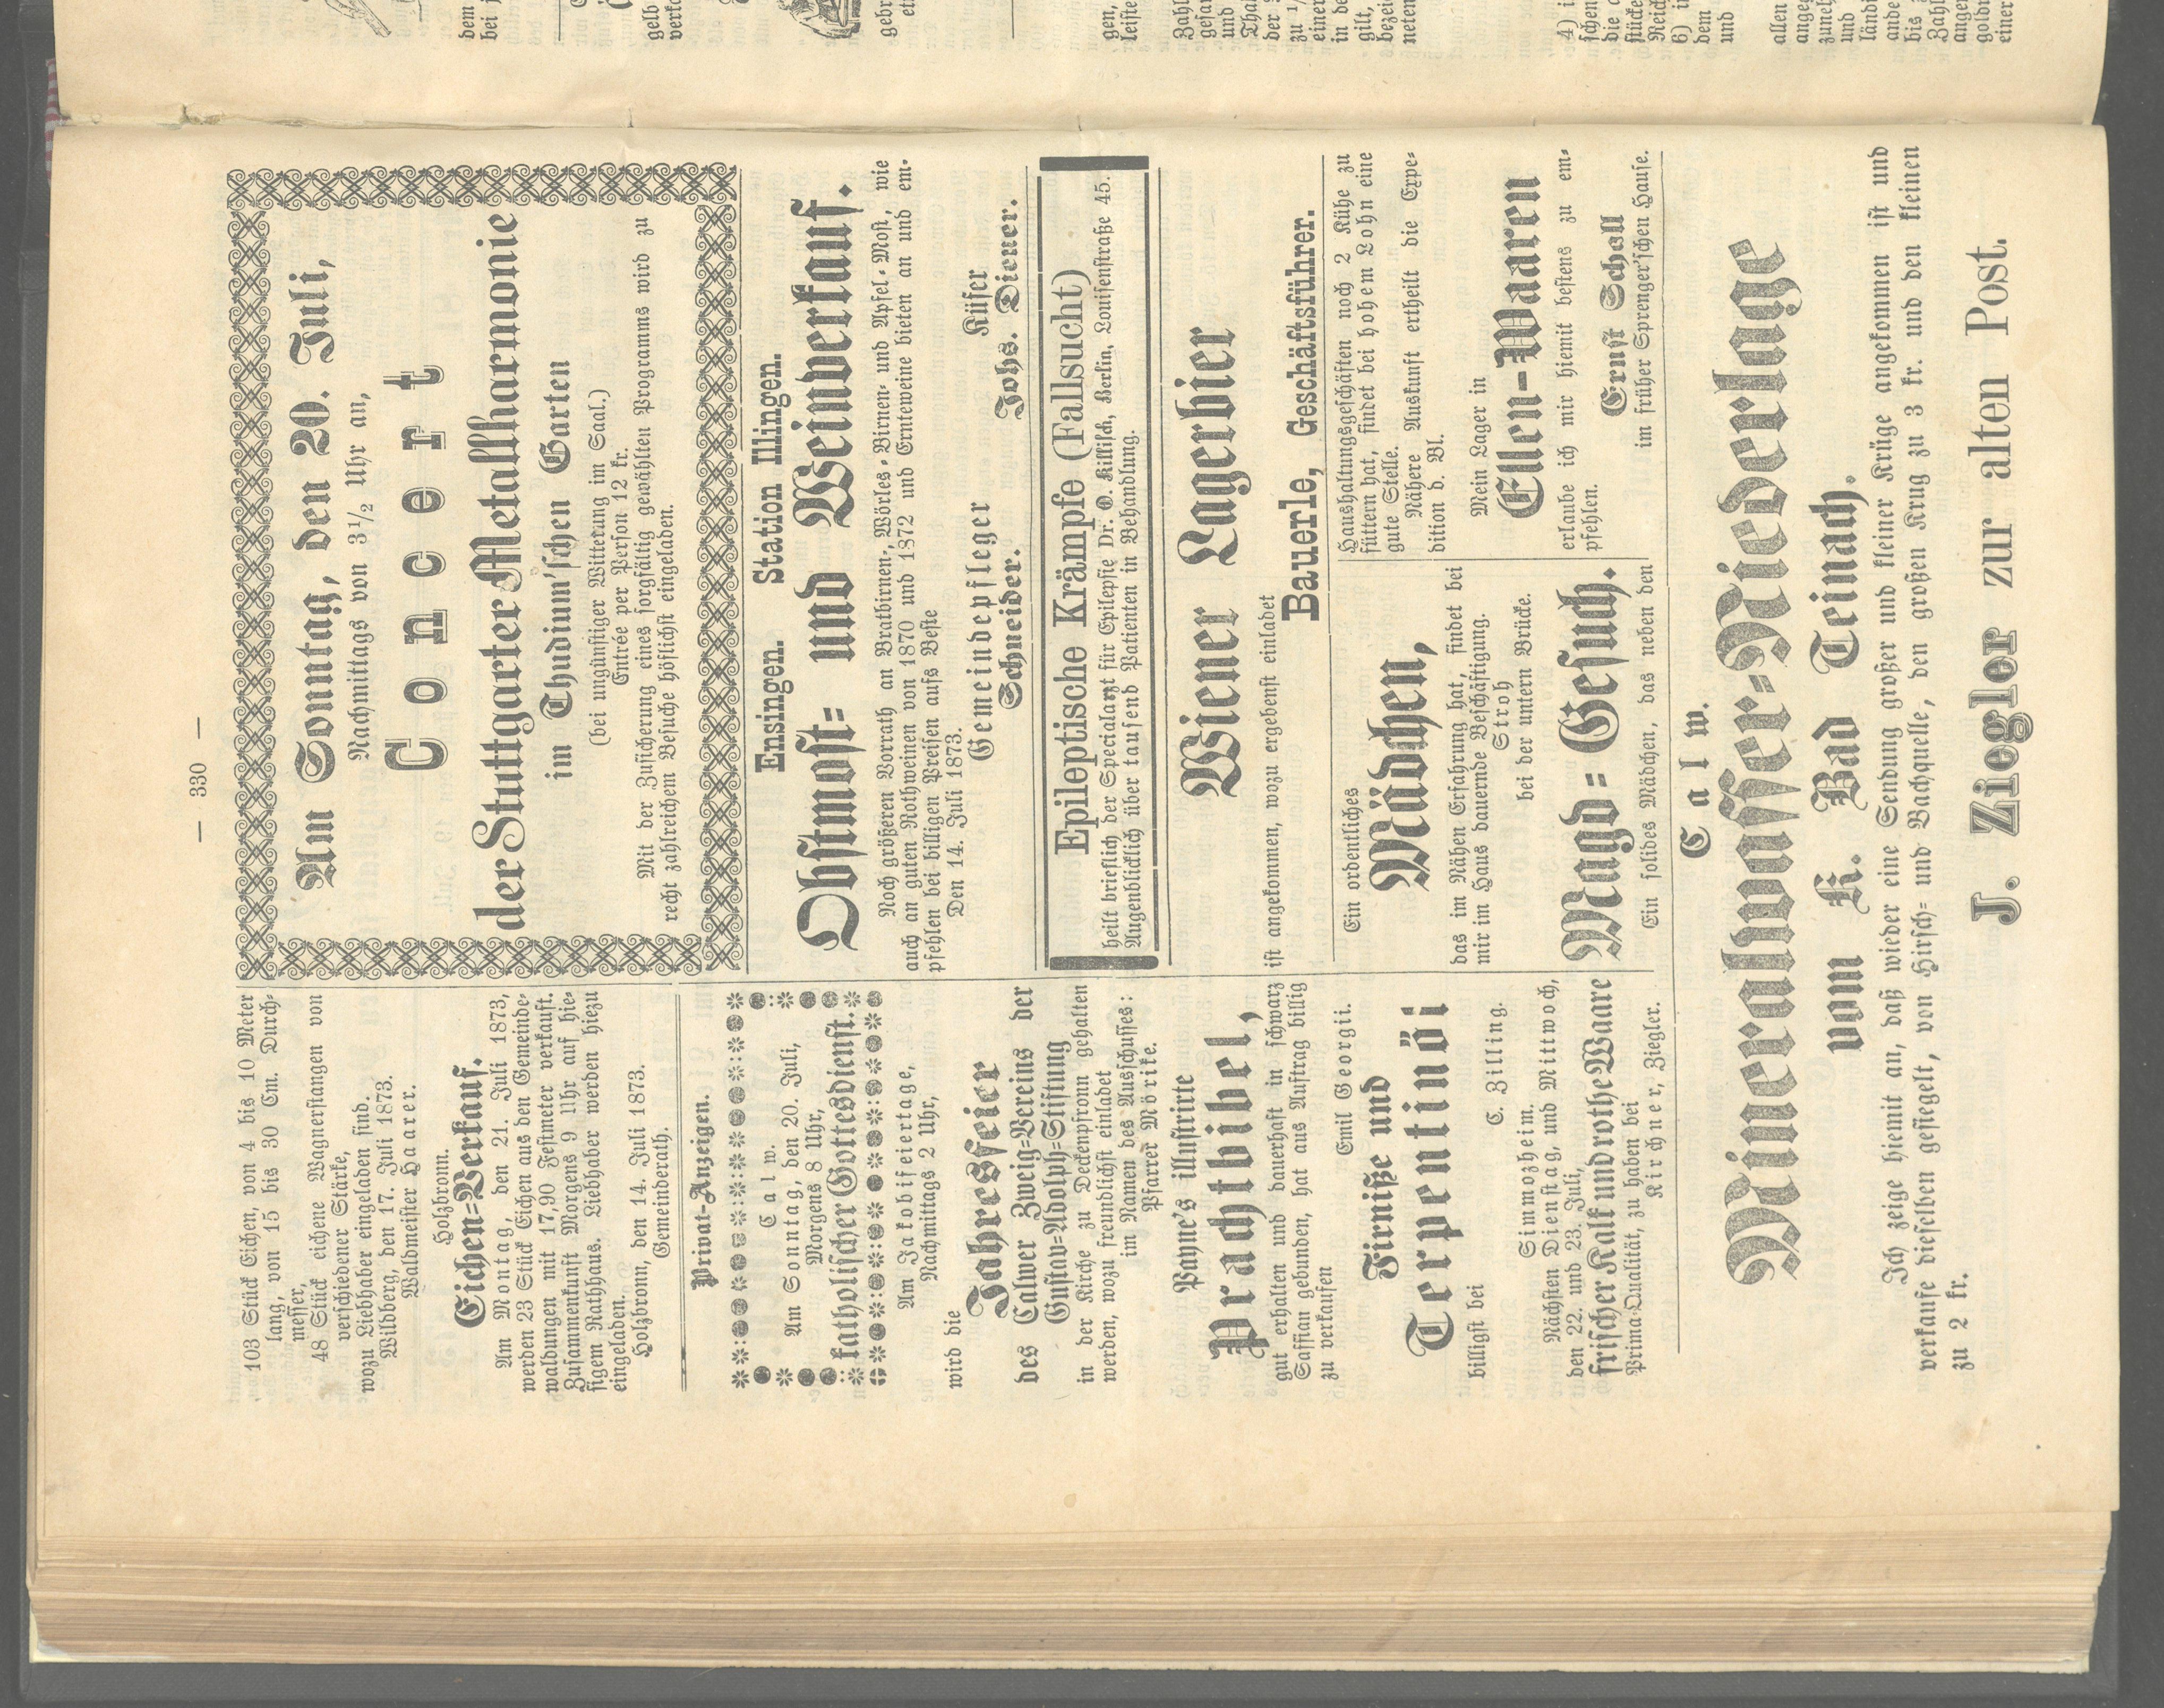 — 330 —
103 Stück Eichen, von 4 bis 10 Meter
lang, von 15 bis 30 Cm. Durch-
messer,
48 Stück eichene Wagnerstangen von
verschiedener Stärke,
wozu Liebhaber eingeladen sind.
Wildberg, den 17. Juli 1873.
Waldmeister Haarer.
Holzbronn.
Eichen=Verkauf.
Am Montag, den 21. Juli 1873,
werden 23 Stück Eichen aus den Gemeinde-
waldungen mit 17,90 Festmeter verkauft.
Zusammenkunft Morgens 9 Uhr auf hie-
sigem Rathhaus. Liebhaber werden hiezu
eingeladen.
Holzbronn, den 14. Juli 1873.
Gemeinderath.
Privat-Anzeigen.
Calw.
Am Sonntag, den 20. Juli,
Morgens 8 Uhr,
katholischer Gottesdienst.
Am Jakobifeiertage,
Nachmittags 2 Uhr,
wird die
Jahresfeier
des Calwer Zweig=Vereins der
Gustav=Adolph=Stiftung
in der Kirche zu Deckenpfronn gehalten
werden, wozu freundlichst einladet
im Namen des Ausschusses:
Pfarrer Mörike.
Payne's illustrirte
Prachtbibel,
gut erhalten und dauerhaft in schwarz
Saffian gebunden, hat aus Auftrag billig
zu verkaufen
Emil Georgii.
Firniße und
Terpentinöl
billigst bei
C. Ziling.
Simmozheim.
Nächsten Dienstag, und Mittwoch,
den 22. und 23. Juli,
frischer Kalk und rothe Waare
Prima-Qualität, zu haben bei
Kirchner, Ziegler.
Am Sonntag, den 20. Juli,
Nachmittags von 3½ Uhr an,
Concert
der Stuttgarter Metallharmonie
im Thudium'schen Garten
(bei ungünstiger Witterung im Saal.)
Entrée per Person 12 kr.
Mit der Zusicherung eines sorgfältig gewählten Programms wird zu
recht zahlreichem Besuche höflichst eingeladen.
Ensingen. Station Illingen.
Obstmost= und Weinverkauf.
Noch größeren Vorrath an Bratbirnen-, Wörles-Birnen- und Apfel-Most, wie
auch an guten Rothweinen von 1870 und 1872 und Ernteweine bieten an und em-
pfehlen bei billigen Preisen aufs Beste
Den 14. Juli 1873.
Gemeindepfleger Küfer
Schneider. Johs. Diener.
Epileptische Krämpfe (Fallsucht)
heilt brieflich der Specialarzt für Epilepsie Dr. O. Killisch, Berlin, Louisenstraße 45.
Augenblicklich über tausend Patienten in Behandlung.
Wiener Lagerbier
ist angekommen, wozu ergebenst einladet
Bauerle, Geschäftsführer.
Ein ordentliches
Mädchen,
das im Nähen Erfahrung hat, findet bei
mir im Haus dauernde Beschäftigung.
Stroh
bei der untern Brücke.
Magd=Gesuch.
Ein solides Mädchen, das neben den
Haushaltungsgeschäften noch 2 Kühe zu
füttern hat, findet bei hohem Lohn eine
gute Stelle.
Nähere Auskunft ertheilt die Expe-
dition d. Bl.
Mein Lager in
Ellen-Waaren
erlaube ich mir hiemit bestens zu em-
pfehlen.
Ernst Schall
im früher Sprenger'schen Hause.
Calw.
Mineralwasser=Niederlage
vom K. Bad Teinach.
Ich zeige hiemit an, daß wieder eine Sendung großer und kleiner Krüge angekommen ist und
verkaufe dieselben gesiegelt, von Hirsch= und Bachquelle, den großen Krug zu 3 kr. und den kleinen
zu 2 kr.
J. Ziegler zur alten Post.